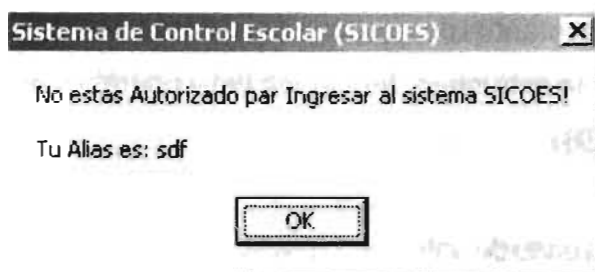 Sistema de Control Escolar (SICOES)
No estas Autorizado par Ingresar al sistema SICOES!
Tu Alias es: sdf
OK